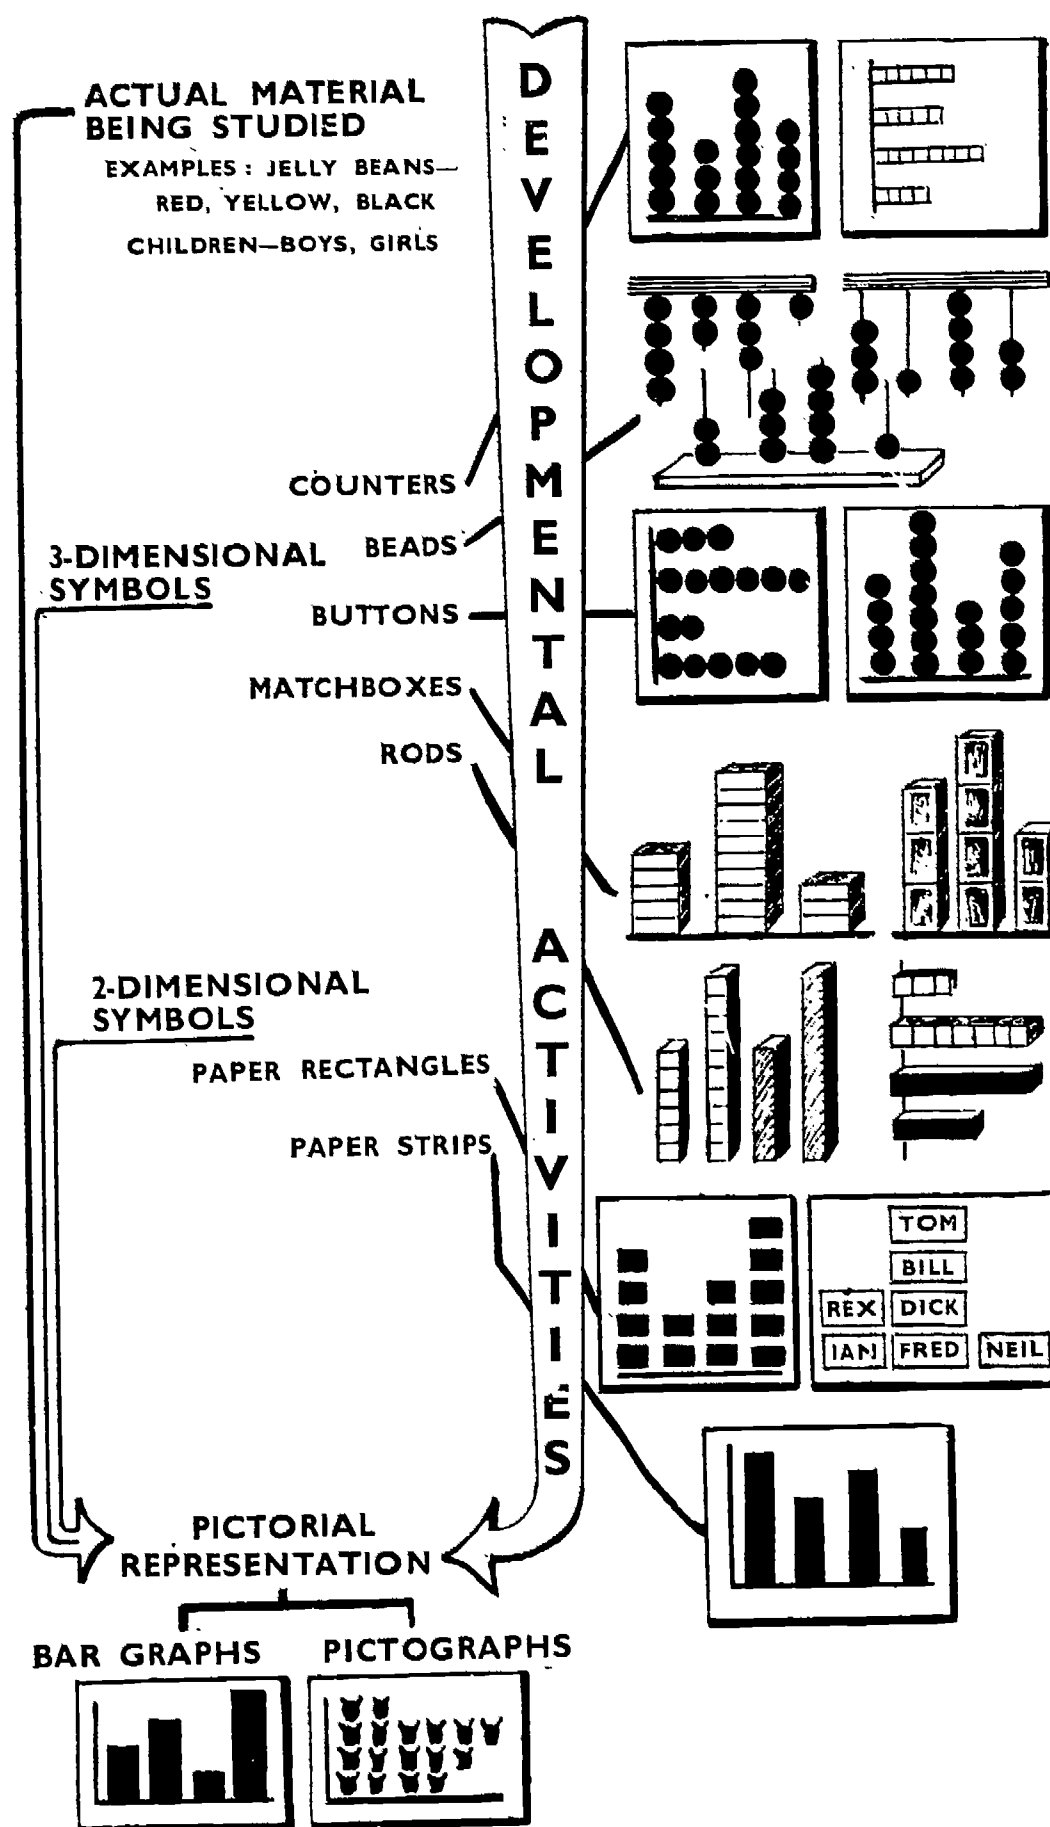 ACTUAL MATERIAL
BEING STUDIED
EXAMPLES: JELLY BEANS—
RED, YELLOW, BLACK
CHILDREN—BOYS, GIRLS
DEVELOPMENTAL ACTIVITIES
COUNTERS
BEADS
3-DIMENSIONAL
SYMBOLS
BUTTONS
MATCHBOXES
RODS
2-DIMENSIONAL
SYMBOLS
PAPER RECTANGLES
PAPER STRIPS
TOM
BILL
REX DICK
IAN FRED NEIL
PICTORIAL
REPRESENTATION
BAR GRAPHS
PICTOGRAPHS